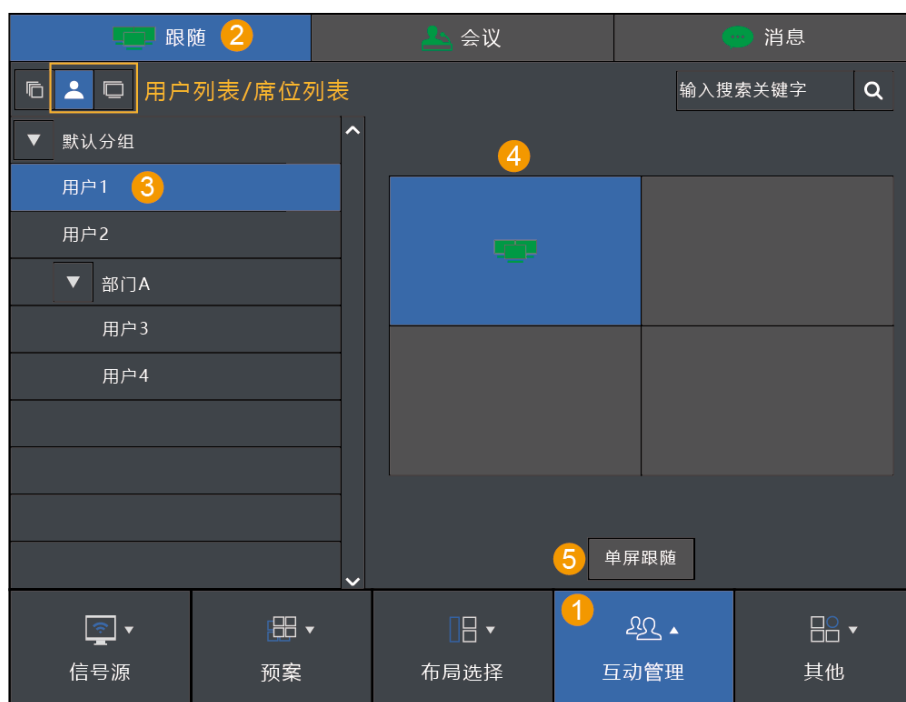 跟随 2
会议
消息
用户列表/席位列表
输入搜索关键字
默认分组
4
用户1 3
用户2
部门A
用户3
用户4
5 单屏跟随
1
信号源
预案
布局选择
互动管理
其他